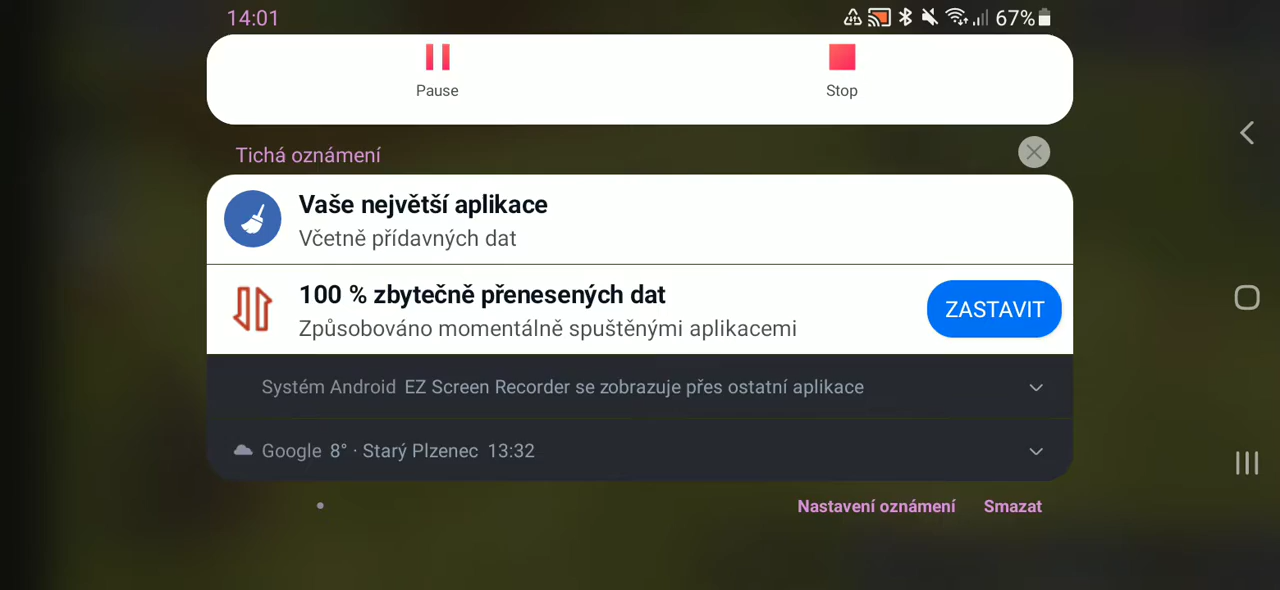 14:01 67%
Pause Stop
Tichá oznámení
Vaše největší aplikace
Včetně přídavných dat
100 % zbytečně přenesených dat
Způsobováno momentálně spuštěnými aplikacemi
ZASTAVIT
Systém Android EZ Screen Recorder se zobrazuje přes ostatní aplikace
Google 8° · Starý Plzenec 13:32
Nastavení oznámení Smazat